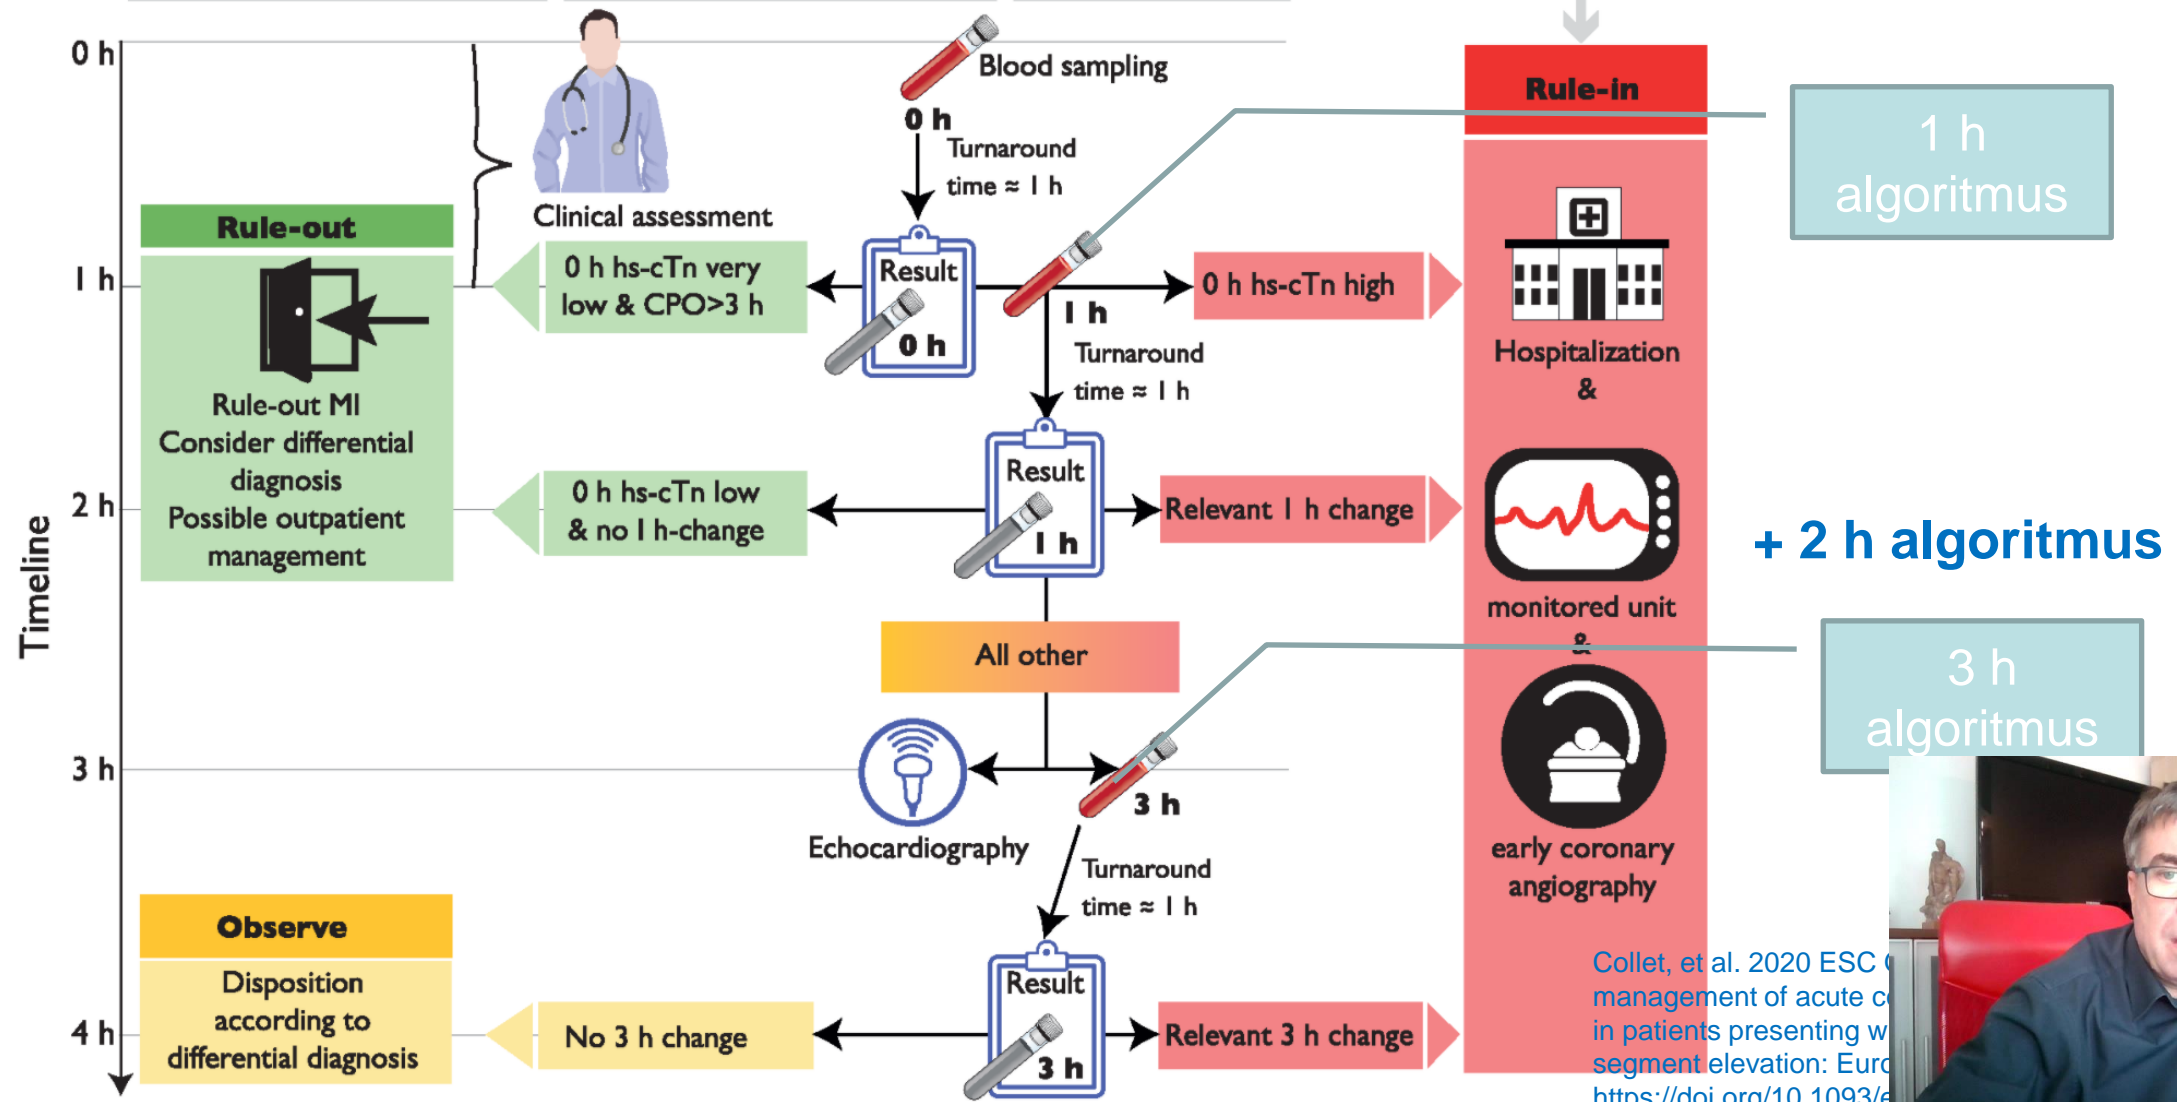 0 h
Blood sampling
0 h
Turnaround
time ≈ 1 h
Clinical assessment
Rule-out
Rule-in
1 h
algoritmus
1 h
0 h hs-cTn very
low & CPO>3 h
Result
0 h
1 h
0 h hs-cTn high
Turnaround
time ≈ 1 h
Hospitalization
&
Rule-out MI
Consider differential
diagnosis
Possible outpatient
management
Timeline
2 h
0 h hs-cTn low
& no 1 h-change
Result
1 h
Relevant 1 h change
+ 2 h algoritmus
monitored unit
&
All other
3 h
algoritmus
3 h
Echocardiography
3 h
Turnaround
time ≈ 1 h
early coronary
angiography
Observe
Disposition
according to
differential diagnosis
4 h
No 3 h change
Result
3 h
Relevant 3 h change
Collet, et al. 2020 ESC
management of acute
in patients presenting
segment elevation:
https://doi.org/10.1093/e